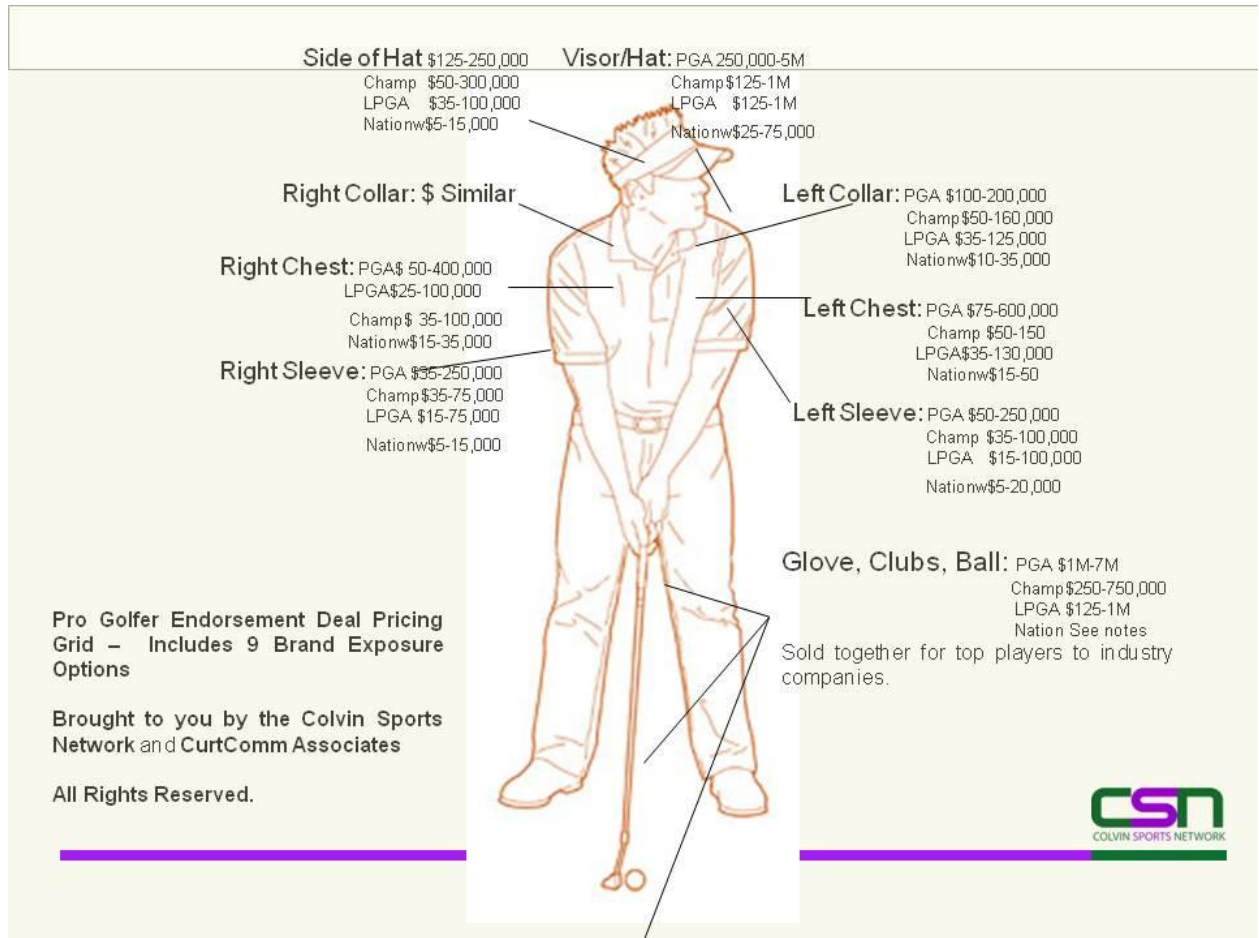 Side of Hat $125-250,000
Champ $50-300,000
LPGA $35-100,000
Nationw$5-15,000
Visor/Hat: PGA 250,000-5M
Champ$125-1M
LPGA $125-1M
Nationw$25-75,000
Right Collar: $ Similar
Left Collar: PGA $100-200,000
Champ$50-160,000
LPGA $35-125,000
Nationw$10-35,000
Right Chest: PGA$ 50-400,000
LPGA$25-100,000
Champ$ 35-100,000
Nationw$15-35,000
Left Chest: PGA $75-600,000
Champ $50-150
LPGA$35-130,000
Nationw$15-50
Right Sleeve: PGA $35-250,000
Champ$35-75,000
LPGA $15-75,000
Nationw$5-15,000
Left Sleeve: PGA $50-250,000
Champ $35-100,000
LPGA $15-100,000
Nationw$5-20,000
Glove, Clubs, Ball: PGA $1M-7M
Champ$250-750,000
LPGA $125-1M
Nation See notes
Sold together for top players to industry
companies.
Pro Golfer Endorsement Deal Pricing
Grid – Includes 9 Brand Exposure
Options
Brought to you by the Colvin Sports
Network and CurtComm Associates
All Rights Reserved.
CSN
COLVIN SPORTS NETWORK